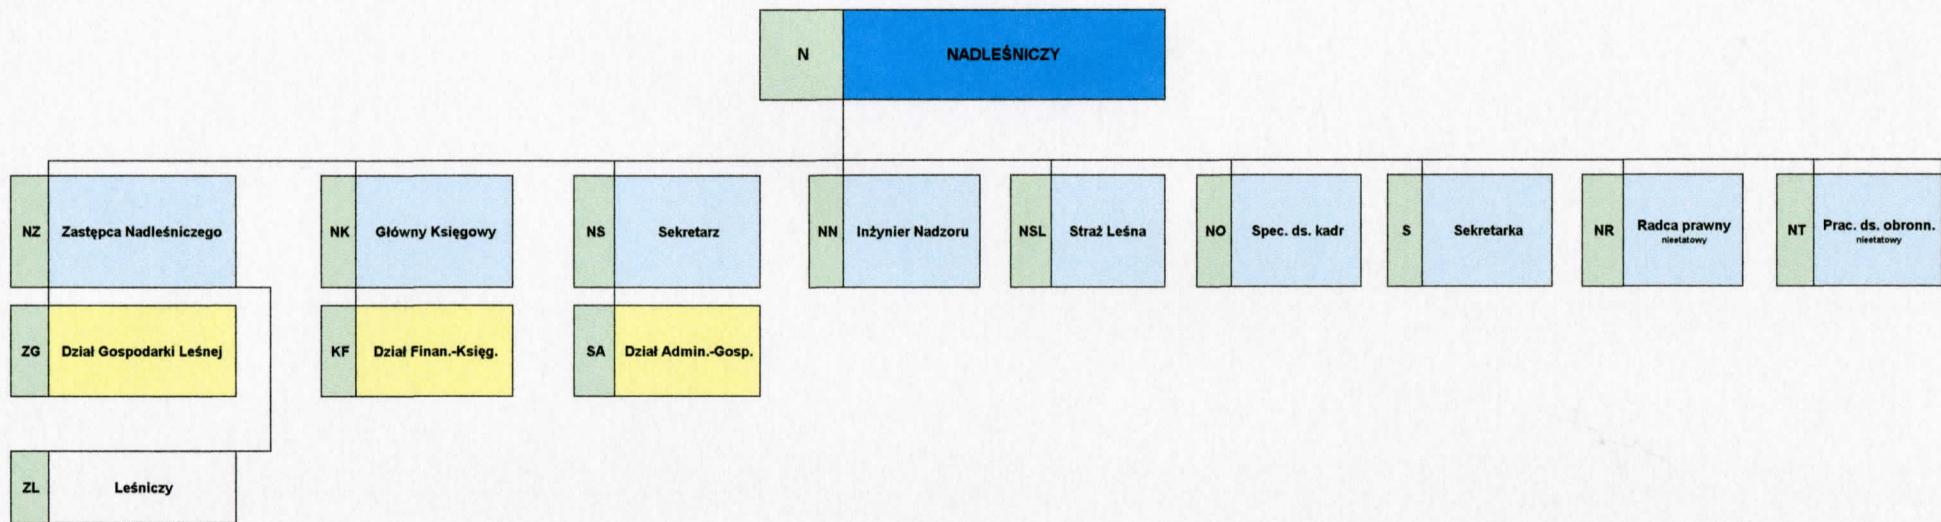 N NADLEŚNICZY
NZ Zastępca Nadleśniczego
NK Główny Księgowy
NS Sekretarz
NN Inżynier Nadzoru
NSL Straż Leśna
NO Spec. ds. kadr
S Sekretarka
NR Radca prawny
nieetatowy
NT Prac. ds. obronn.
nieetatowy
ZG Dział Gospodarki Leśnej
KF Dział Finan.-Księg.
SA Dział Admin.-Gosp.
ZL Leśniczy